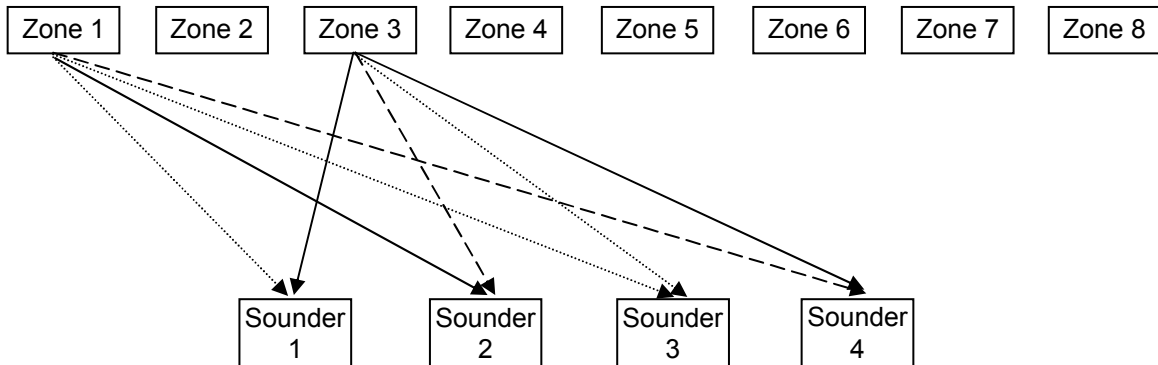 Zone 1
Zone 2
Zone 3
Zone 4
Zone 5
Zone 6
Zone 7
Zone 8
Sounder
1
Sounder
2
Sounder
3
Sounder
4